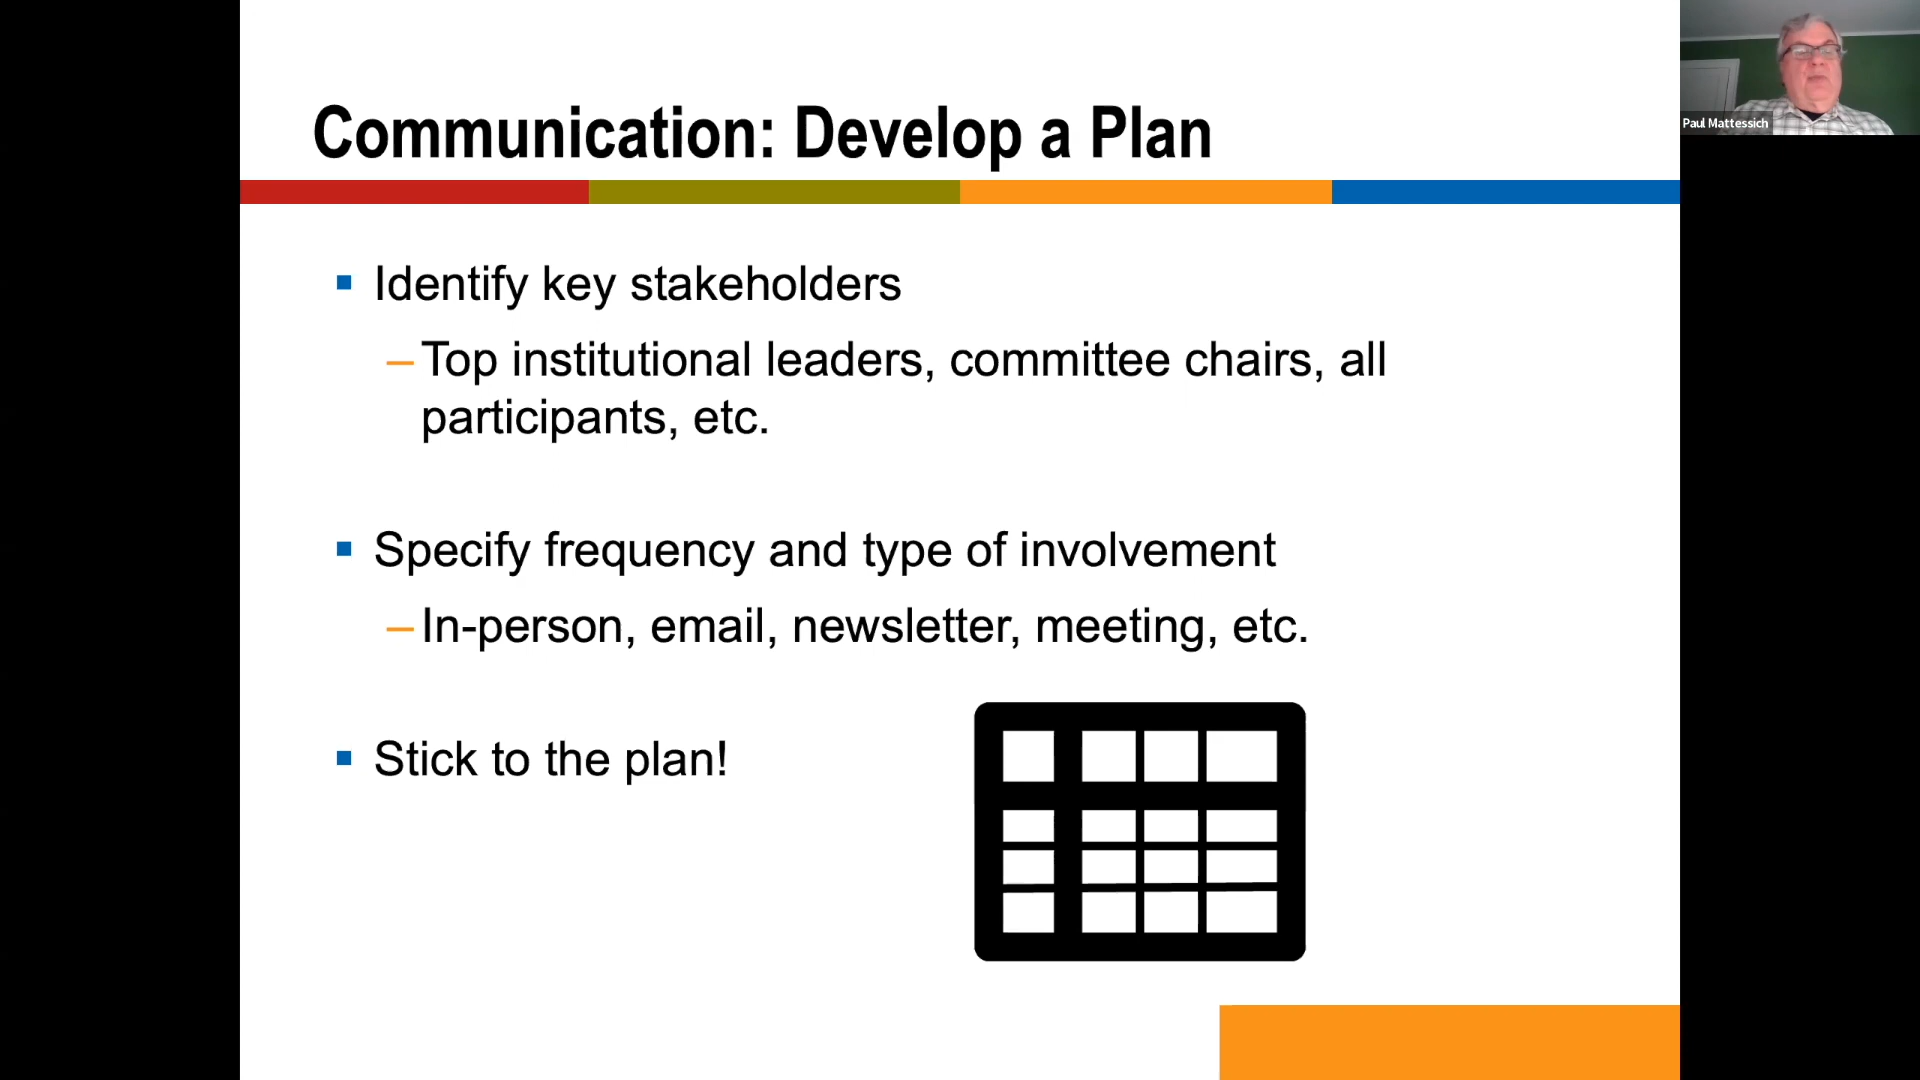 Communication: Develop a Plan
Paul Mattessich
Identify key stakeholders
– Top institutional leaders, committee chairs, all
participants, etc.
Specify frequency and type of involvement
– In-person, email, newsletter, meeting, etc.
Stick to the plan!